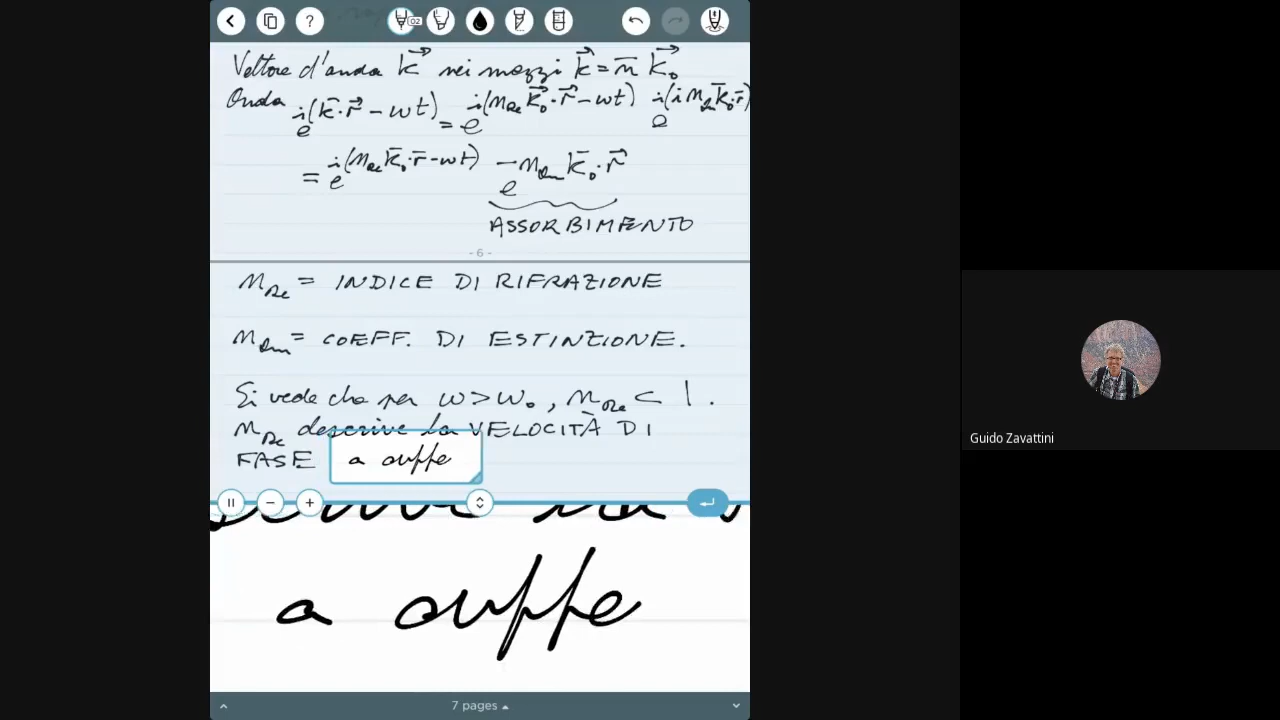 02
Vettore d'onda k⃗ nei mezzi k⃗ = n̄ k⃗₀
Onda e^{i(k̄·r⃗ - ωt)} = e^{i(n_Re k⃗₀·r⃗ - ωt)} e^{i(i n_Im k̄₀·r̄)}
= e^{i(n_Re k̄₀·r̄ - ωt)} e^{-n_Im k̄₀·r⃗}
ASSORBIMENTO
- 6 -
n_Re = INDICE DI RIFRAZIONE
n_Im = COEFF. DI ESTINZIONE.
Si vede che per ω > ω₀, n_Re < 1.
n_Re descrive la VELOCITÀ DI
FASE a
a
7 pages
Guido Zavattini